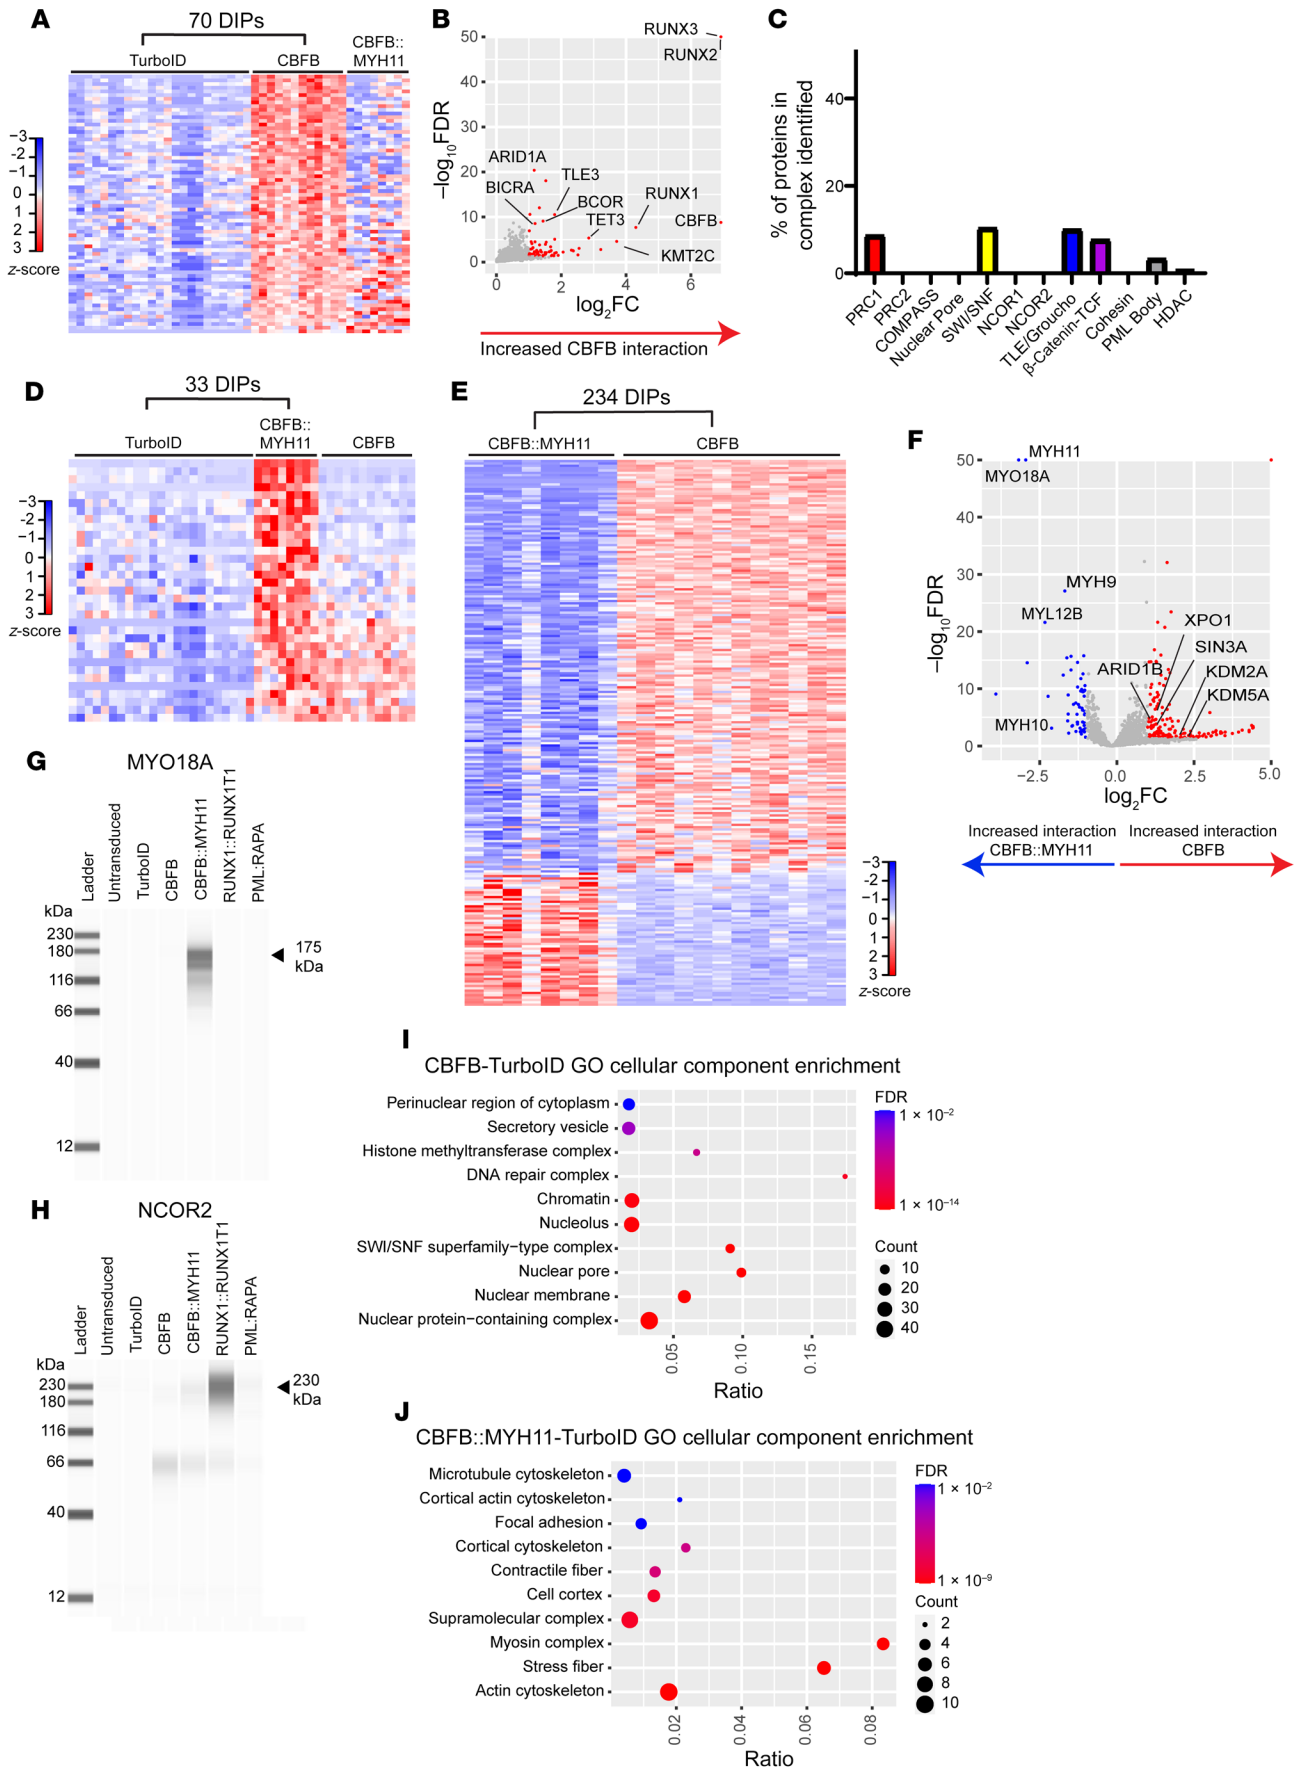 A
70 DIPs
TurboID
CBFB
CBFB::
MYH11
−3
−2
−1
0
1
2
3
z-score
B
50
40
30
20
10
0
−log10FDR
RUNX3
RUNX2
ARID1A
TLE3
BICRA
BCOR
RUNX1
TET3
CBFB
KMT2C
0
2
4
6
log2FC
Increased CBFB interaction
C
% of proteins in
complex identified
40
20
0
PRC1
PRC2
COMPASS
Nuclear Pore
SWI/SNF
NCOR1
NCOR2
TLE/Groucho
β-Catenin-TCF
Cohesin
PML Body
HDAC
D
33 DIPs
TurboID
CBFB::
MYH11
CBFB
−3
−2
−1
0
1
2
3
z-score
E
234 DIPs
CBFB::MYH11
CBFB
−3
−2
−1
0
1
2
3
z-score
F
50
40
30
20
10
0
−log10FDR
MYH11
MYO18A
MYH9
MYL12B
XPO1
SIN3A
ARID1B
KDM2A
KDM5A
MYH10
−2.5
0.0
2.5
5.0
log2FC
Increased interaction
CBFB::MYH11
Increased interaction
CBFB
G
MYO18A
Ladder
Untransduced
TurboID
CBFB
CBFB::MYH11
RUNX1::RUNX1T1
PML:RAPA
kDa
230
180
116
66
40
12
175
kDa
H
NCOR2
Ladder
Untransduced
TurboID
CBFB
CBFB::MYH11
RUNX1::RUNX1T1
PML:RAPA
kDa
230
180
116
66
40
12
230
kDa
I
CBFB-TurboID GO cellular component enrichment
Perinuclear region of cytoplasm
Secretory vesicle
Histone methyltransferase complex
DNA repair complex
Chromatin
Nucleolus
SWI/SNF superfamily−type complex
Nuclear pore
Nuclear membrane
Nuclear protein−containing complex
0.05
0.10
0.15
Ratio
FDR
1 × 10−2
1 × 10−14
Count
10
20
30
40
J
CBFB::MYH11-TurboID GO cellular component enrichment
Microtubule cytoskeleton
Cortical actin cytoskeleton
Focal adhesion
Cortical cytoskeleton
Contractile fiber
Cell cortex
Supramolecular complex
Myosin complex
Stress fiber
Actin cytoskeleton
0.02
0.04
0.06
0.08
Ratio
FDR
1 × 10−2
1 × 10−9
Count
2
4
6
8
10